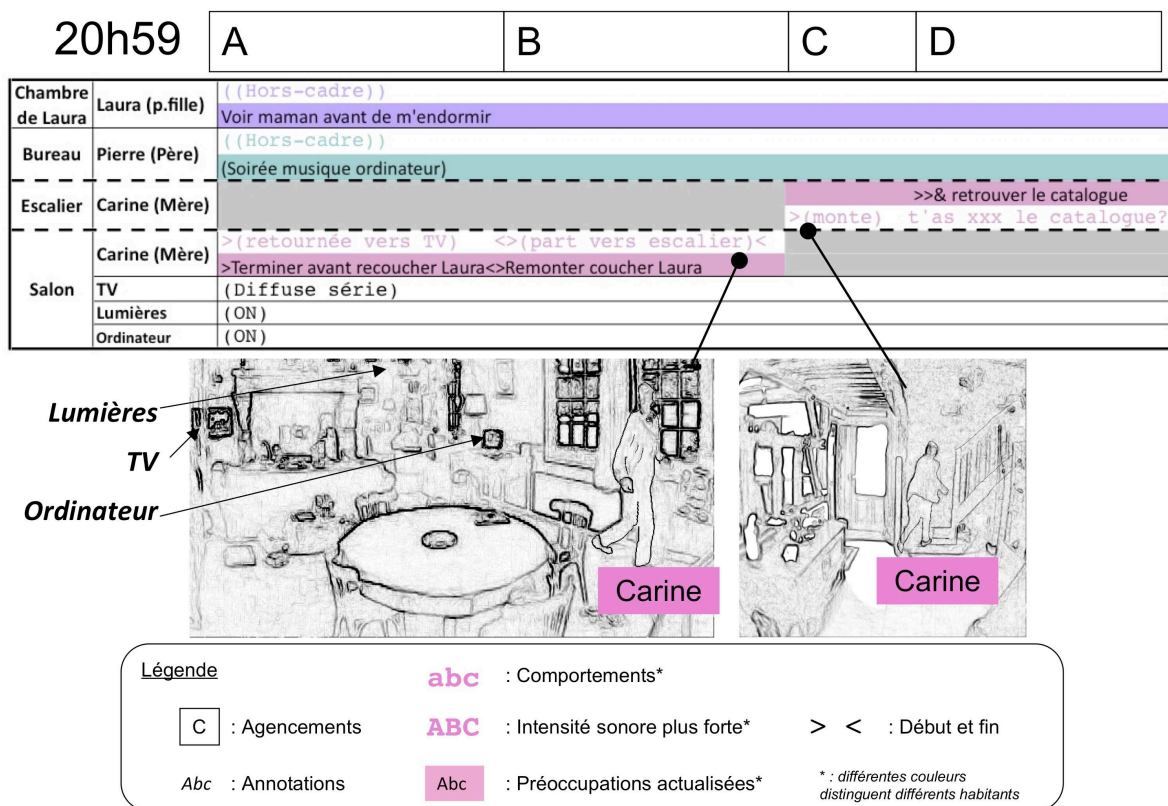 20h59 A B C D
Chambre de Laura Laura (p.fille) ((Hors-cadre))
Voir maman avant de m'endormir
Bureau Pierre (Père) ((Hors-cadre))
(Soirée musique ordinateur)
Escalier Carine (Mère) >>& retrouver le catalogue
>(monte) t'as xxx le catalogue?
Salon Carine (Mère) >(retournée vers TV) <>(part vers escalier)<
>Terminer avant recoucher Laura<>Remonter coucher Laura
TV (Diffuse série)
Lumières (ON)
Ordinateur (ON)
Lumières
TV
Ordinateur
Carine
Carine
Légende
abc : Comportements*
C : Agencements ABC : Intensité sonore plus forte* > < : Début et fin
Abc : Annotations Abc : Préoccupations actualisées* * : différentes couleurs
distinguent différents habitants